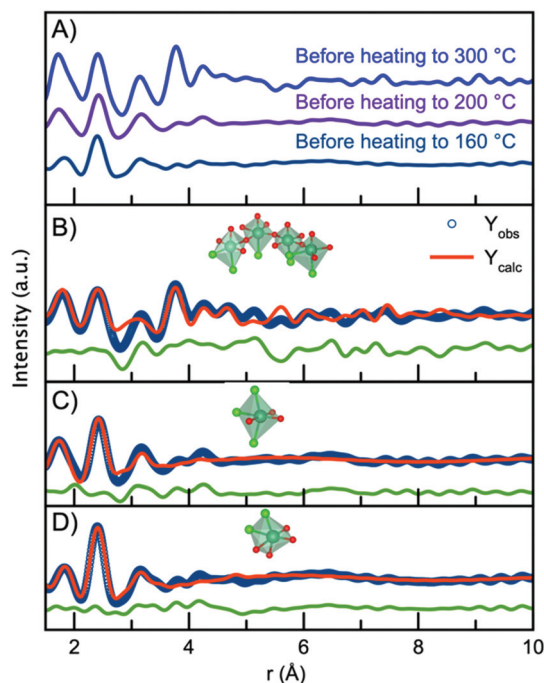 A)
Before heating to 300 °C
Before heating to 200 °C
Before heating to 160 °C
B)
Yobs
Ycalc
Intensity (a.u.)
C)
D)
2 4 6 8 10
r (Å)